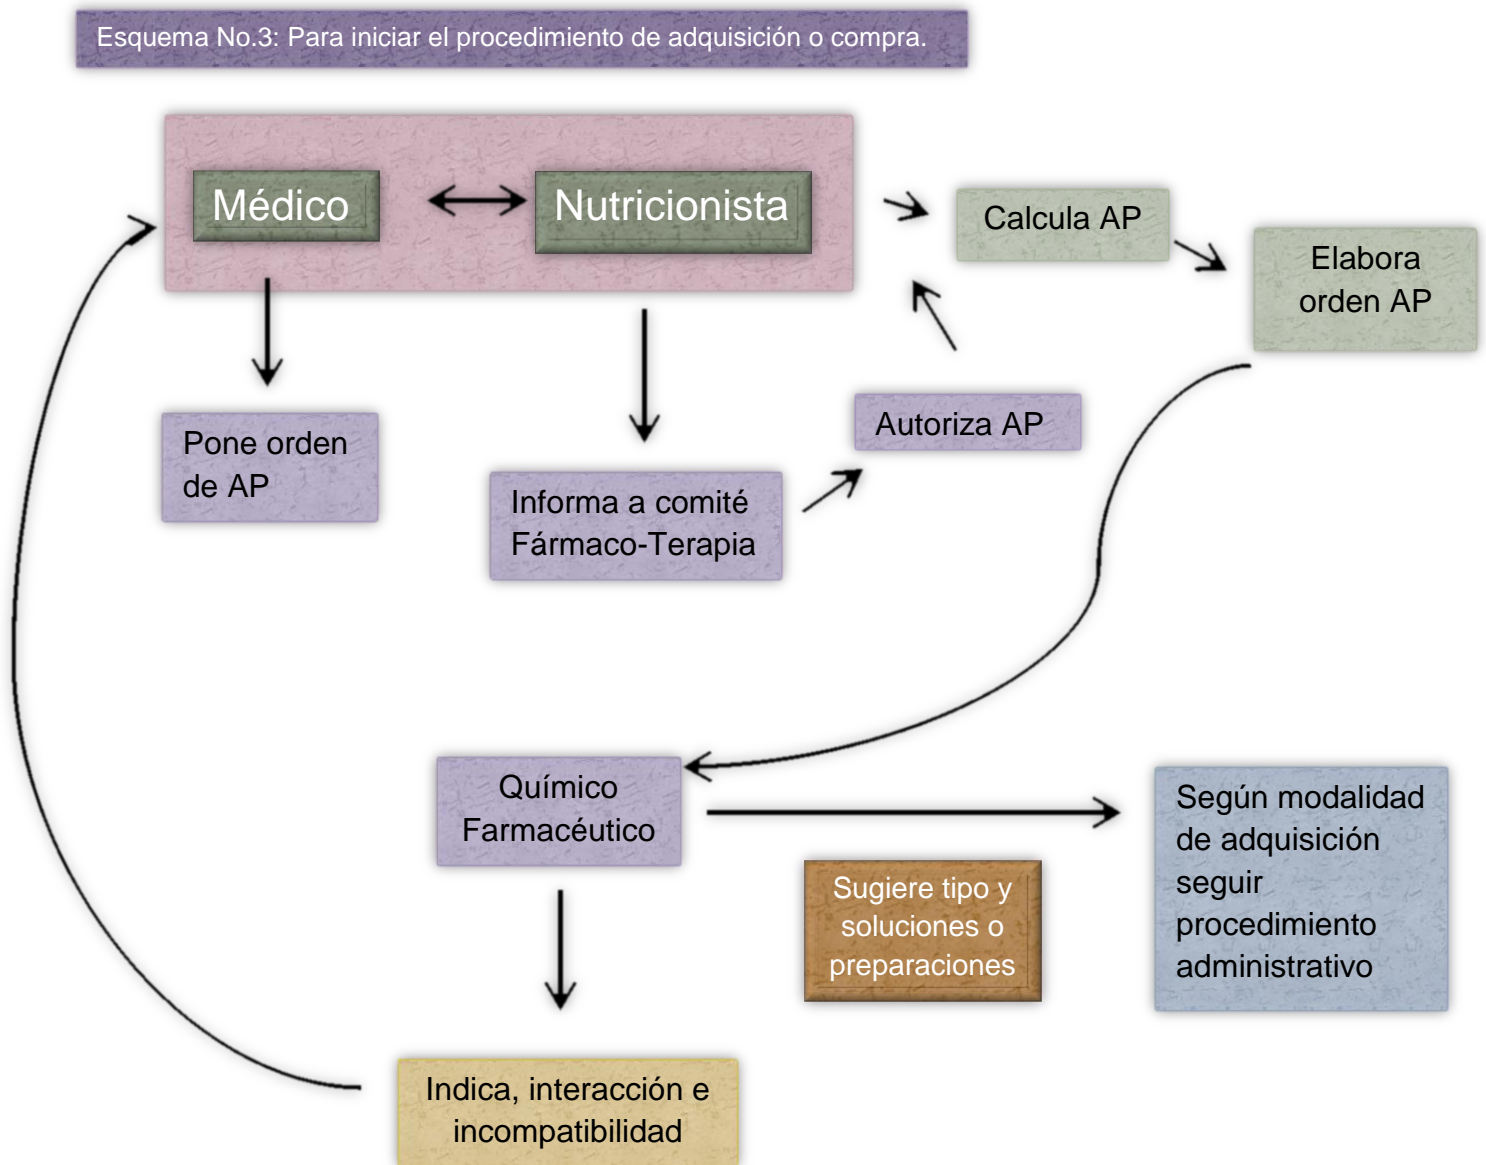 Esquema No.3: Para iniciar el procedimiento de adquisición o compra.
Médico
Nutricionista
Calcula AP
Elabora
orden AP
Pone orden
de AP
Informa a comité
Fármaco-Terapia
Autoriza AP
Químico
Farmacéutico
Sugiere tipo y
soluciones o
preparaciones
Según modalidad
de adquisición
seguir
procedimiento
administrativo
Indica, interacción e
incompatibilidad